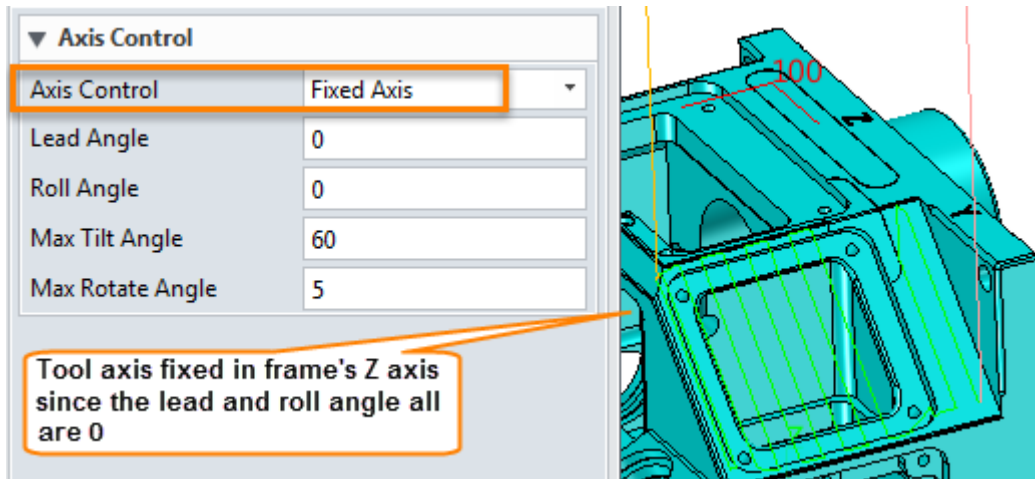 Axis Control
Axis Control Fixed Axis
Lead Angle 0
Roll Angle 0
Max Tilt Angle 60
Max Rotate Angle 5
Tool axis fixed in frame's Z axis
since the lead and roll angle all
are 0
100
Z